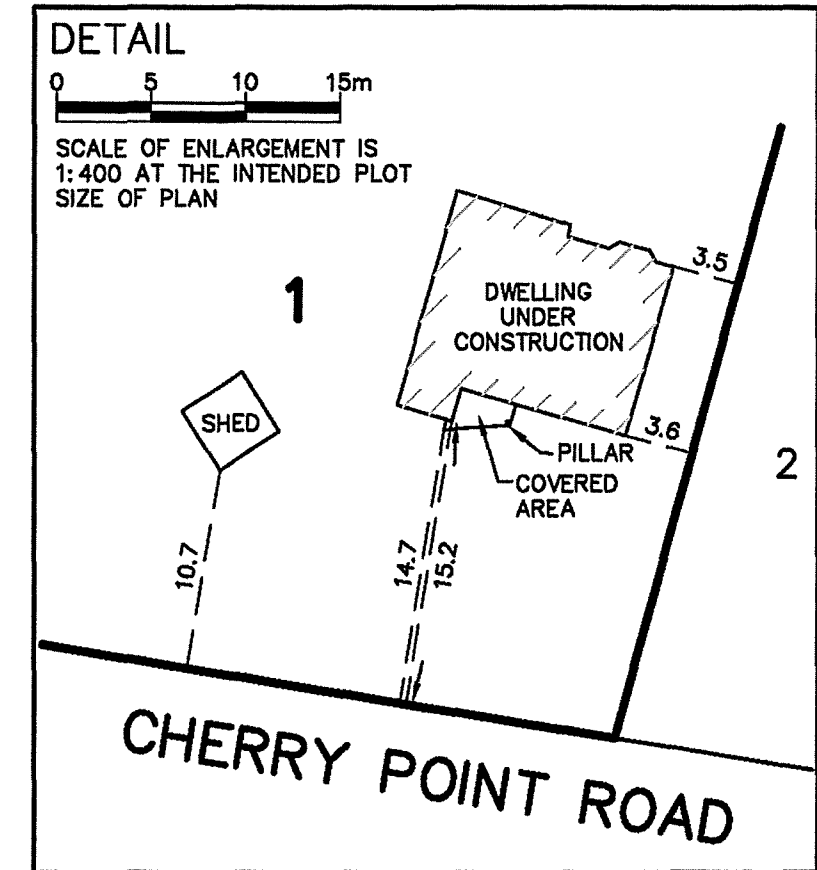 DETAIL
0 5 10 15m
SCALE OF ENLARGEMENT IS
1:400 AT THE INTENDED PLOT
SIZE OF PLAN
3.5
1
DWELLING
UNDER
CONSTRUCTION
SHED
3.6
PILLAR
2
COVERED
AREA
10.7
14.7
15.2
CHERRY POINT ROAD